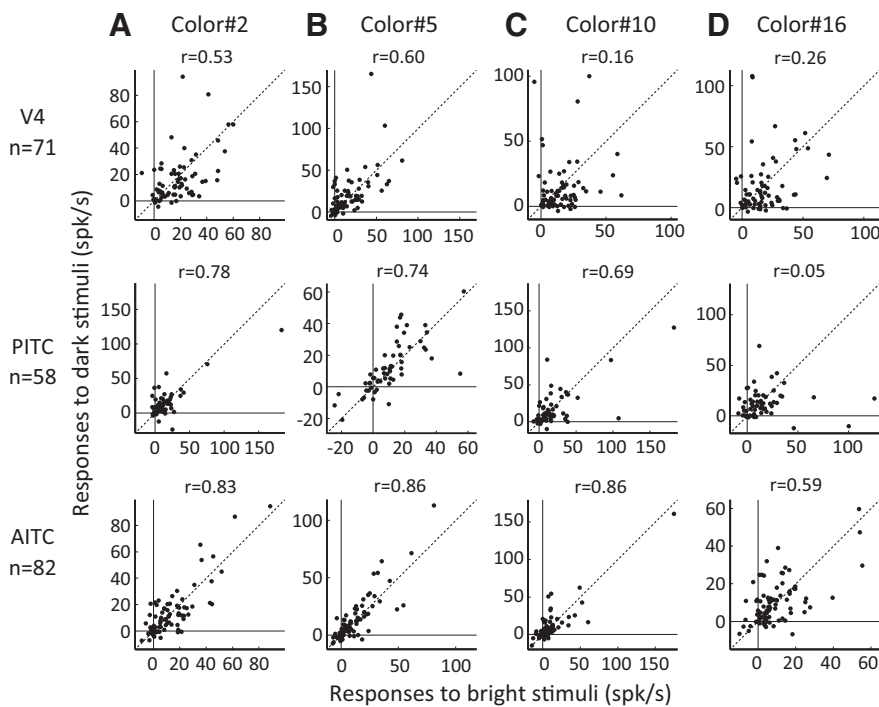 A Color#2 B Color#5 C Color#10 D Color#16
r=0.53 r=0.60 r=0.16 r=0.26
V4
n=71
80
60
40
20
0
0 20 40 60 80
150
100
50
0
0 50 100 150
100
50
0
0 50 100
100
50
0
0 50 100
Responses to dark stimuli (spk/s)
r=0.78 r=0.74 r=0.69 r=0.05
PITC
n=58
150
100
50
0
0 50 100 150
60
40
20
0
-20
-20 0 20 40 60
150
100
50
0
0 50 100 150
100
50
0
0 50 100
r=0.83 r=0.86 r=0.86 r=0.59
AITC
n=82
80
60
40
20
0
0 20 40 60 80
100
50
0
0 50 100
150
100
50
0
0 50 100 150
60
40
20
0
0 20 40 60
Responses to bright stimuli (spk/s)